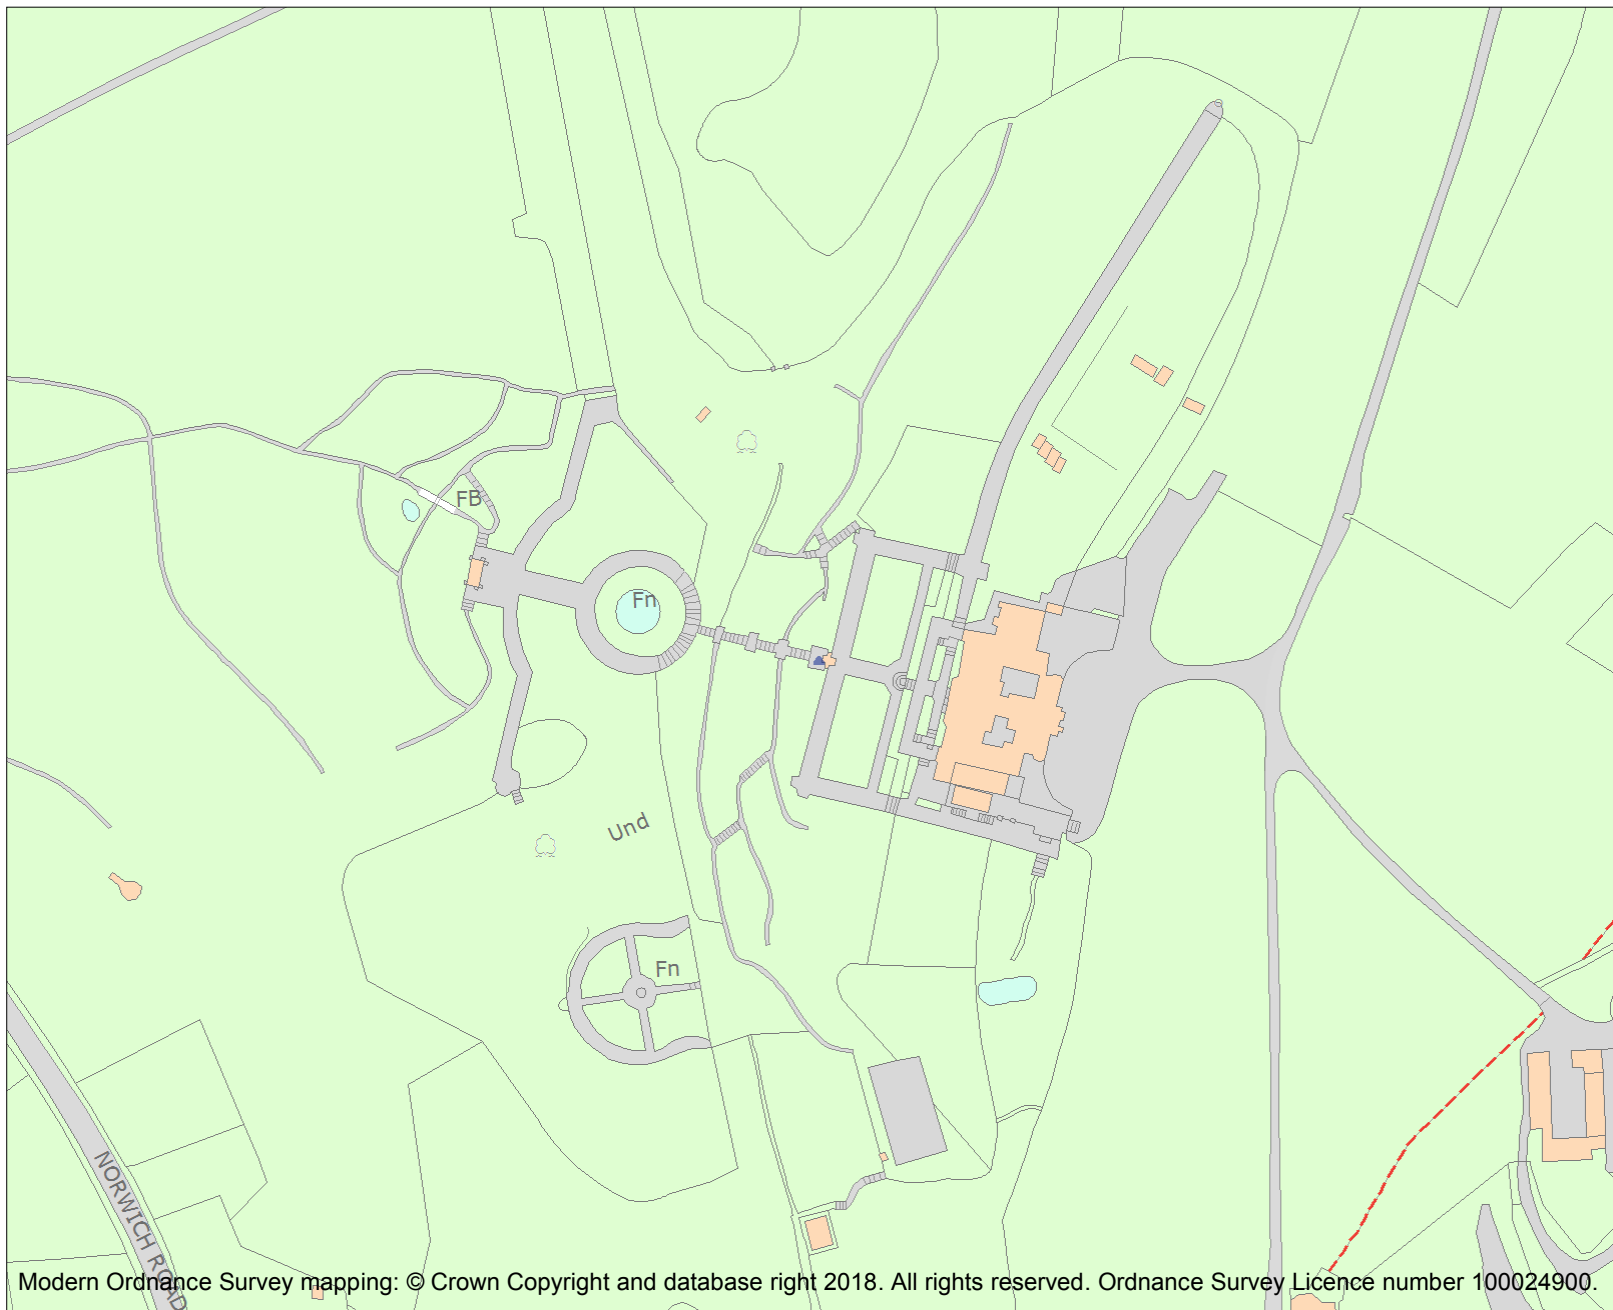 FB
Fn
Und
Fn
NORWICH ROAD
Modern Ordnance Survey mapping: © Crown Copyright and database right 2018. All rights reserved. Ordnance Survey Licence number 100024900.